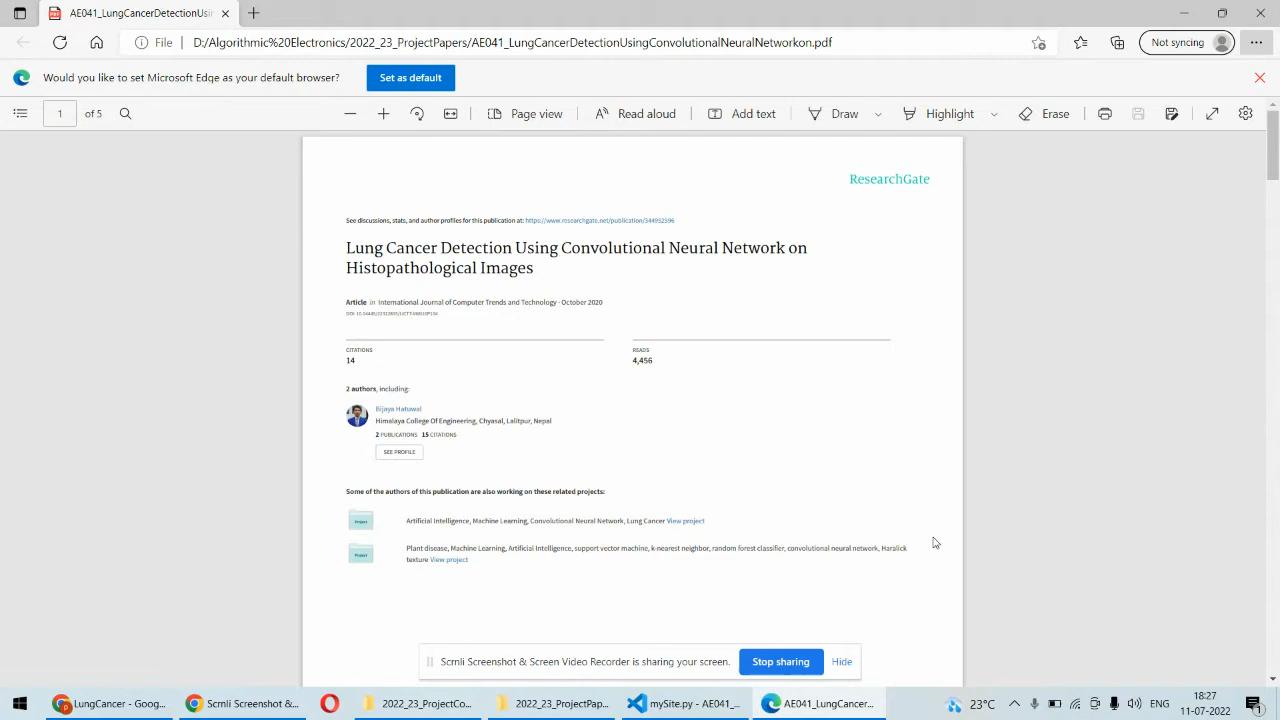 AE041_LungCancerDetectionUsi
File
D:/Algorithmic%20Electronics/2022_23_ProjectPapers/AE041_LungCancerDetectionUsingConvolutionalNeuralNetworkon.pdf
Not syncing
Would you like to set Microsoft Edge as your default browser?
Set as default
1 of 5
Page view
Read aloud
Add text
Draw
Highlight
Erase
ResearchGate
See discussions, stats, and author profiles for this publication at: https://www.researchgate.net/publication/344952596
Lung Cancer Detection Using Convolutional Neural Network on
Histopathological Images
Article in International Journal of Computer Trends and Technology · October 2020
CITATIONS
14
READS
4,456
2 authors, including:
Bijaya Hatuwal
Himalaya College Of Engineering, Chyasal, Lalitpur, Nepal
2 PUBLICATIONS 15 CITATIONS
SEE PROFILE
Some of the authors of this publication are also working on these related projects:
Project
Artificial Intelligence, Machine Learning, Convolutional Neural Network, Lung Cancer View project
Project
Plant disease, Machine Learning, Artificial Intelligence, support vector machine, k-nearest neighbor, random forest classifier, convolutional neural network, Haralick
texture View project
Scrnli Screenshot & Screen Video Recorder is sharing your screen.
Stop sharing
Hide
LungCancer - Goog...
Scrnli Screenshot &...
2022_23_ProjectCo...
2022_23_ProjectPap...
mySite.py - AE041_...
AE041_LungCancer...
23°C
ENG
18:27
11-07-2022